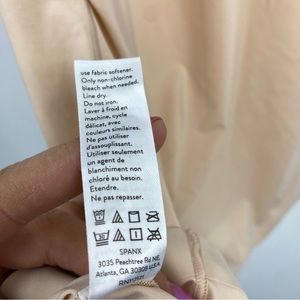 use fabric softener.
Only non-chlorine
bleach when needed.
Line dry.
Do not iron.
Laver à froid en
machine, cycle
délicat, avec
couleurs similaires.
Ne pas utiliser
d'assouplissant.
Utiliser seulement
un agent de
blanchiment non
chloré au besoin.
Étendre.
Ne pas repasser.
SPANX
3035 Peachtree Rd NE
Atlanta, GA 30305 U.S.A.